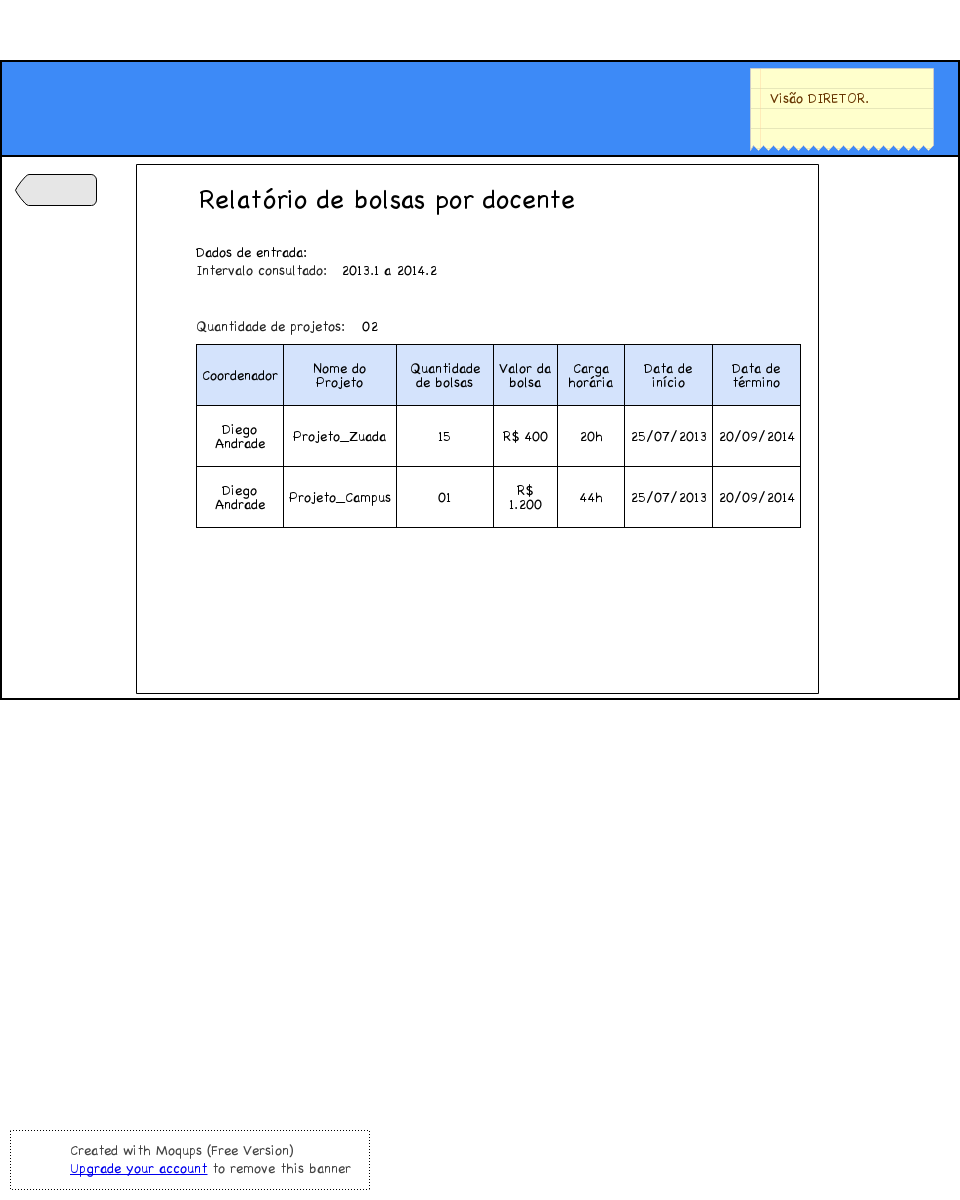 Visão DIRETOR.
Relatório de bolsas por docente
Dados de entrada:
Intervalo consultado: 2013.1 a 2014.2
Quantidade de projetos: 02
Coordenador
Nome do
Projeto
Quantidade
de bolsas
Valor da
bolsa
Carga
horária
Data de
início
Data de
término
Diego
Andrade
Projeto_Zuada
15
R$ 400
20h
25/07/2013
20/09/2014
Diego
Andrade
Projeto_Campus
01
R$
1.200
44h
25/07/2013
20/09/2014
Created with Moqups (Free Version)
Upgrade your account to remove this banner